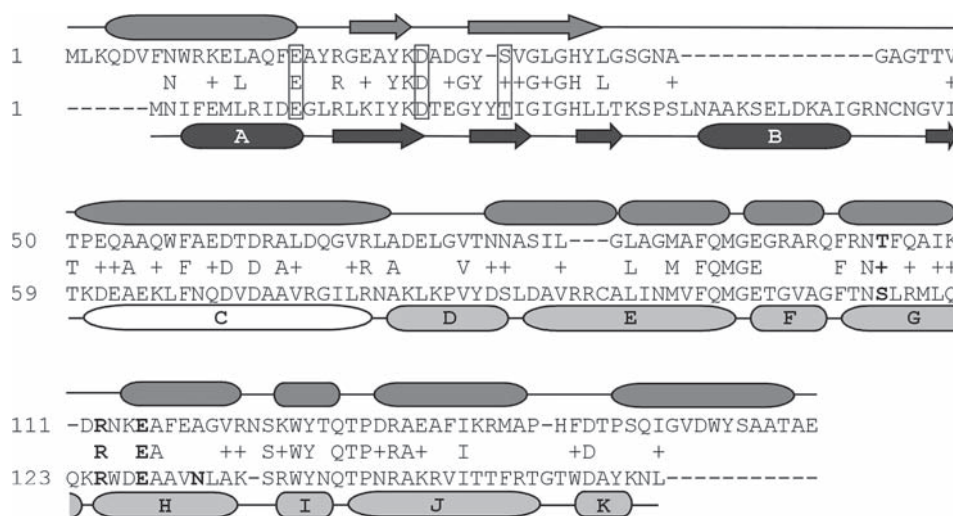 1 MLKQDVFNWRKELAQFEAYRGEAYKDADGY-SVGLGHYLGSGNA--------------GAGTTV
N + L E R + YKD +GY ++G+GH L + +
1 ------MNIFEMLRIDEGLRLKIYKDTEGYYTIGIGHLLTKSPSLNAAKSELDKAIGRNCNGVI
A B
50 TPEQAAQWFAEDTDRALDQGVRLADELGVTNNASIL---GLAGMAFQMGEGRARQFRNTFQAIK
T ++A + F +D D A+ +R A V ++ + L M FQMGE F N+ + ++
59 TKDEAEKLFNQDVDAAVRGILRNAKLKPVYDSLDAVRRCALINMVFQMGETGVAGFTNSLRMLQ
C D E F G
111 -DRNKEAFEAGVRNSKWYTQTPDRAEAFIKRMAP-HFDTPSQIGVDWYSAATAE
R EA ++ S+WY QTP+RA+ I +D
123 QKRWDEAAVNLAK-SRWYNQTPNRAKRVITTFRTGTWDAYKNL-----------
H I J K